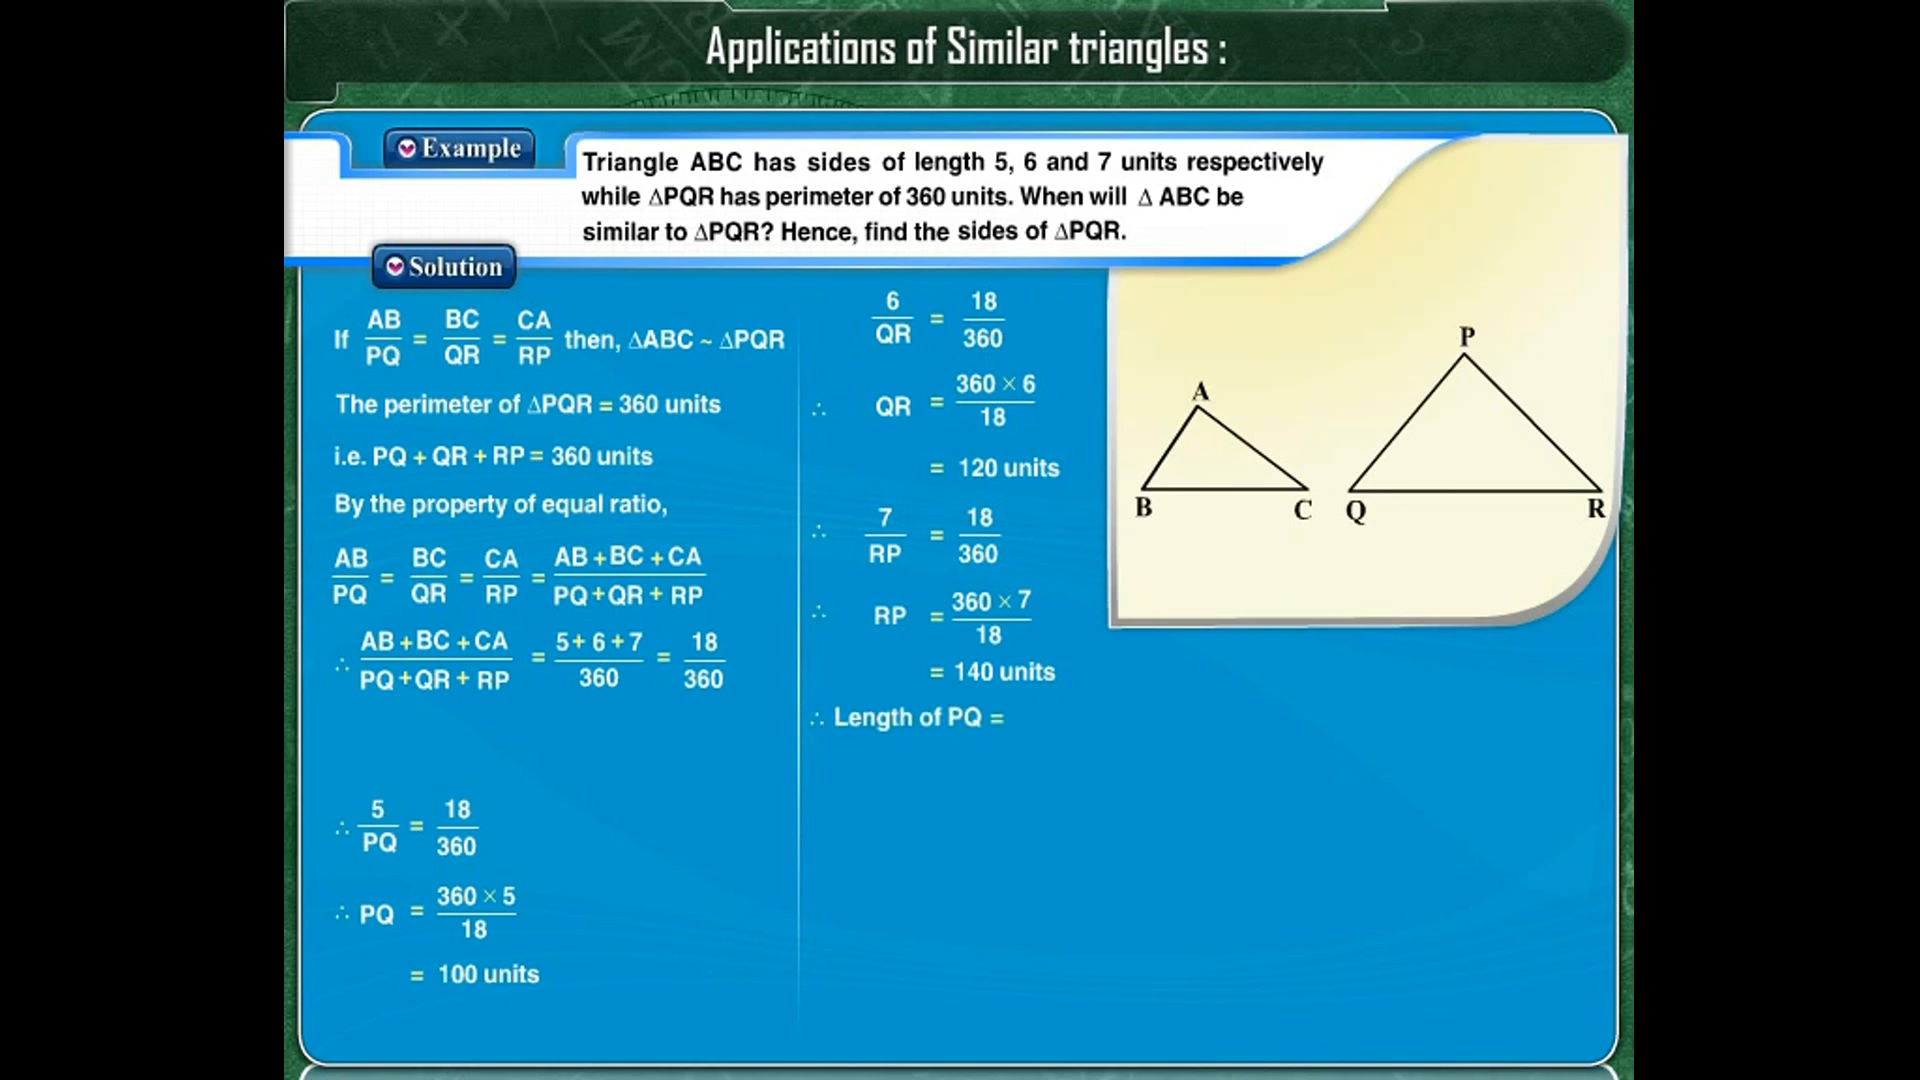 Applications of Similar triangles :
Example
Triangle ABC has sides of length 5, 6 and 7 units respectively
while ∆PQR has perimeter of 360 units. When will ∆ ABC be
similar to ∆PQR? Hence, find the sides of ∆PQR.
Solution
If AB/PQ = BC/QR = CA/RP then, ∆ABC ~ ∆PQR
The perimeter of ∆PQR = 360 units
i.e. PQ + QR + RP = 360 units
By the property of equal ratio,
AB/PQ = BC/QR = CA/RP = AB + BC + CA / PQ + QR + RP
∴ AB + BC + CA / PQ + QR + RP = 5 + 6 + 7 / 360 = 18/360
∴ 5/PQ = 18/360
∴ PQ = 360 × 5 / 18
= 100 units
6/QR = 18/360
∴ QR = 360 × 6 / 18
= 120 units
∴ 7/RP = 18/360
∴ RP = 360 × 7 / 18
= 140 units
∴ Length of PQ =
A
B
C
P
Q
R